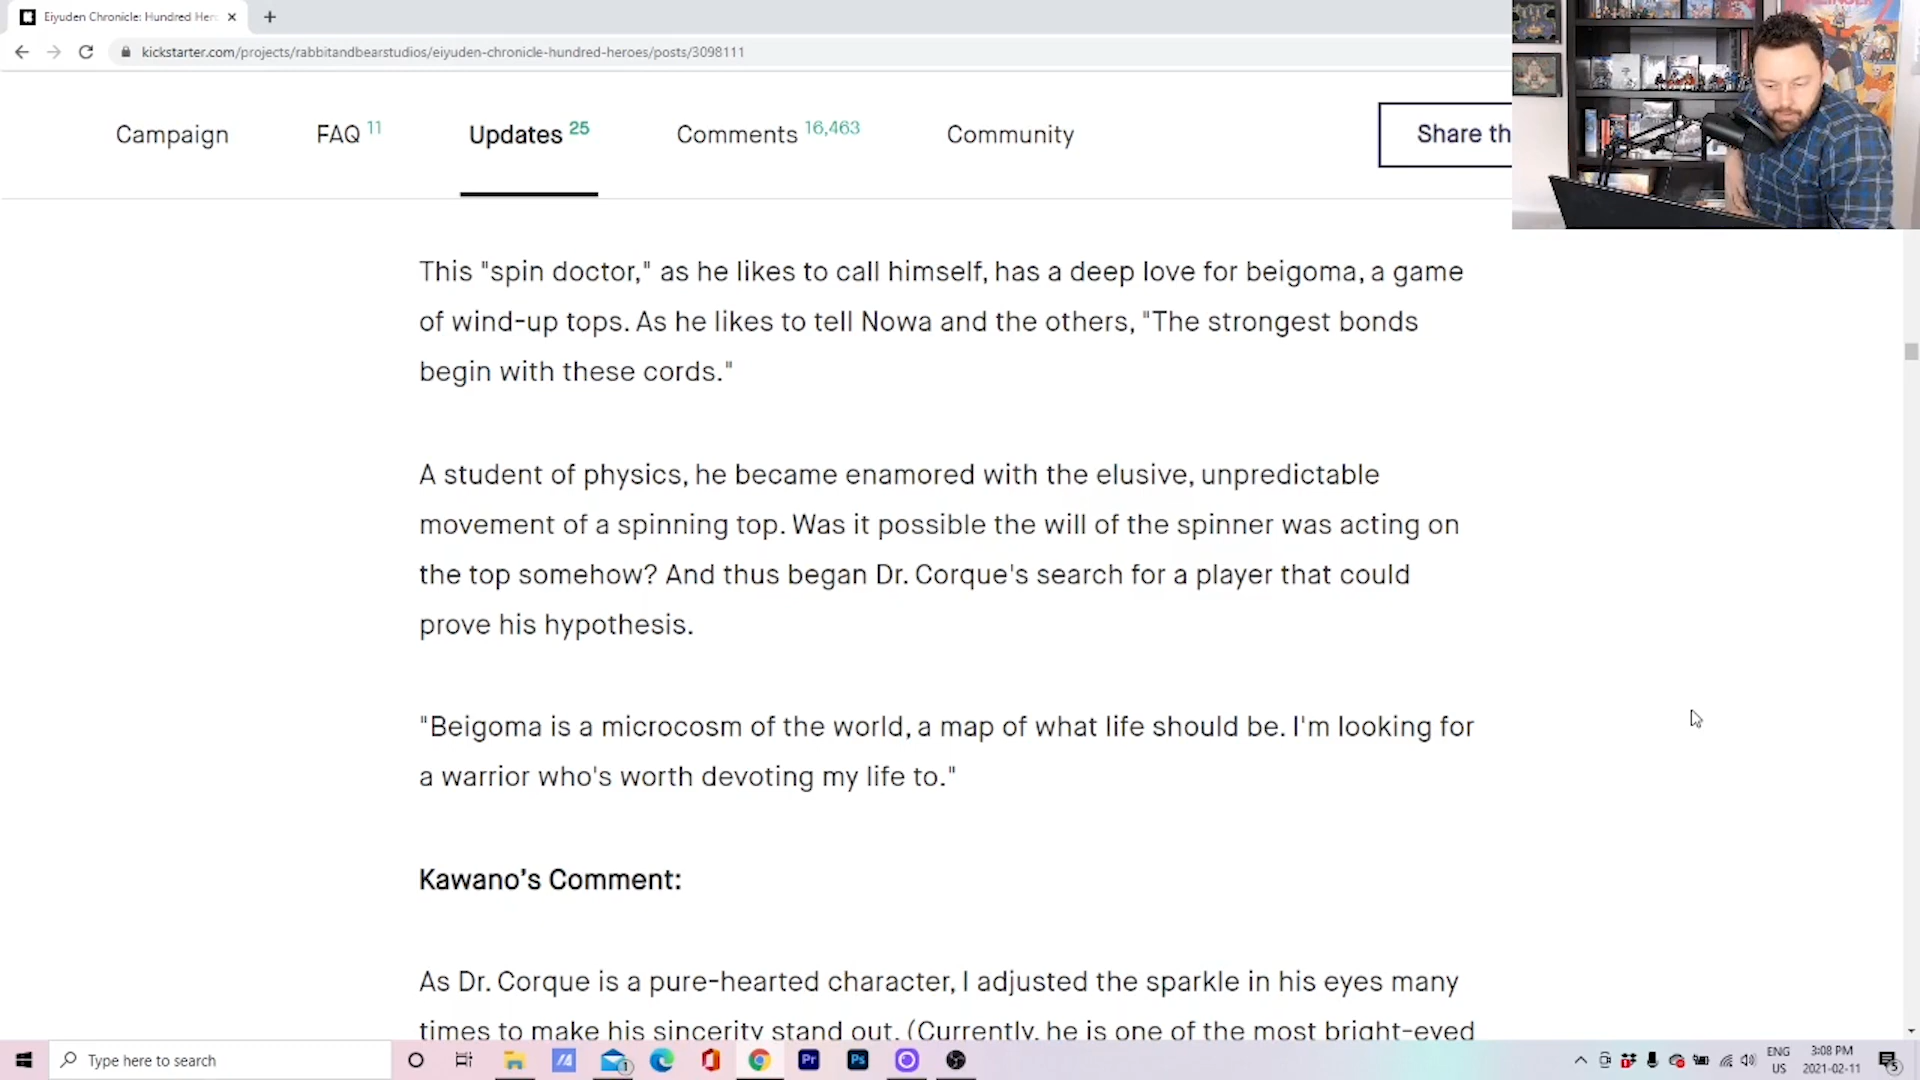 Eiyuden Chronicle: Hundred Her
kickstarter.com/projects/rabbitandbearstudios/eiyuden-chronicle-hundred-heroes/posts/3098111
Campaign
FAQ 11
Updates 25
Comments 16,463
Community
Share th
This "spin doctor," as he likes to call himself, has a deep love for beigoma, a game
of wind-up tops. As he likes to tell Nowa and the others, "The strongest bonds
begin with these cords."
A student of physics, he became enamored with the elusive, unpredictable
movement of a spinning top. Was it possible the will of the spinner was acting on
the top somehow? And thus began Dr. Corque's search for a player that could
prove his hypothesis.
"Beigoma is a microcosm of the world, a map of what life should be. I'm looking for
a warrior who's worth devoting my life to."
Kawano's Comment:
As Dr. Corque is a pure-hearted character, I adjusted the sparkle in his eyes many
times to make his sincerity stand out. (Currently, he is one of the most bright-eyed
Type here to search
1
Pr
Ps
ENG
US
3:08 PM
2021-02-11
5